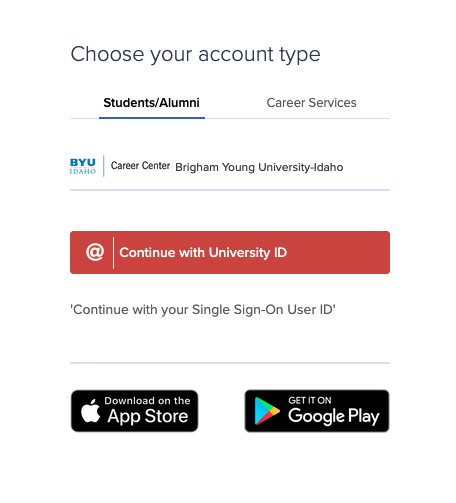 Choose your account type
Students/Alumni
Career Services
BYU
IDAHO
Career Center
Brigham Young University-Idaho
@
Continue with University ID
'Continue with your Single Sign-On User ID'
Download on the
App Store
GET IT ON
Google Play